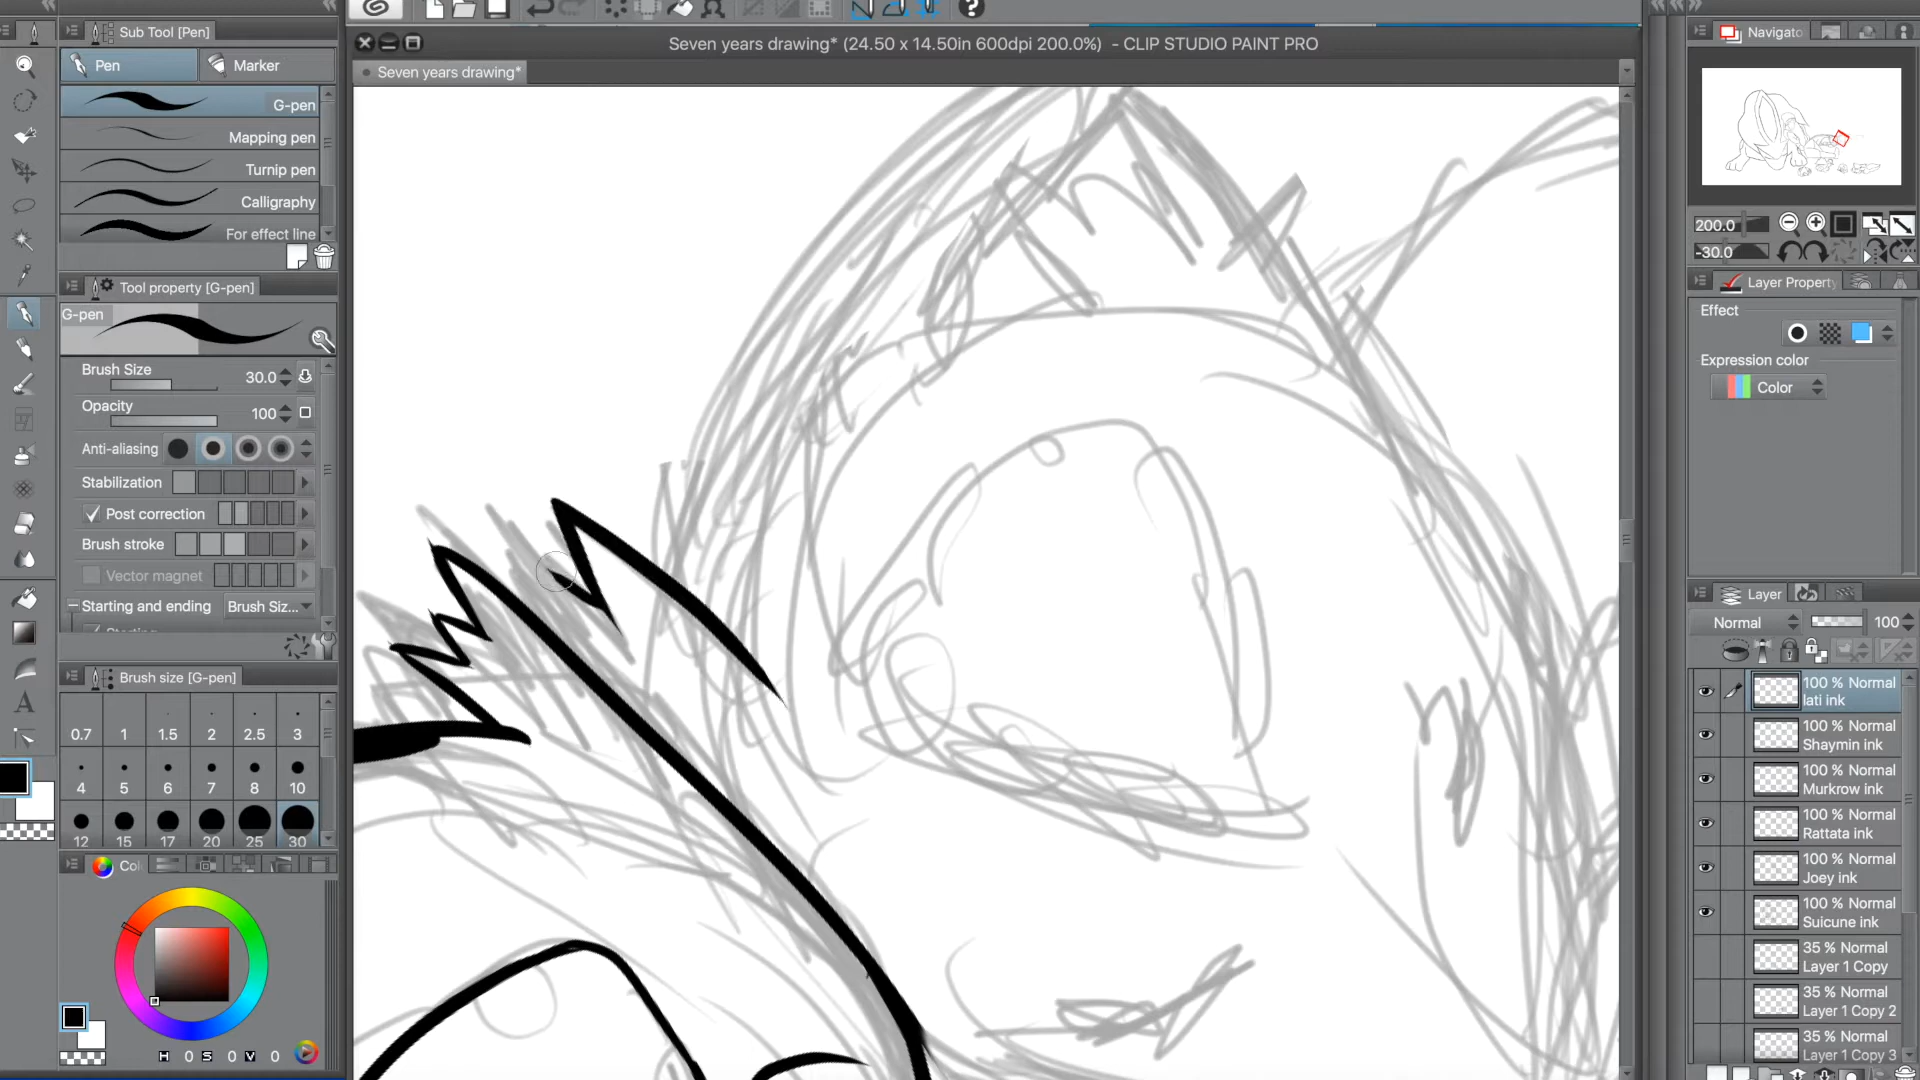 Sub Tool [Pen]
Pen
Marker
G-pen
Mapping pen
Turnip pen
Calligraphy
For effect line
Tool property [G-pen]
G-pen
Brush Size 30.0
Opacity 100
Anti-aliasing
Stabilization
Post correction
Brush stroke
Vector magnet
Starting and ending Brush Siz...
Brush size [G-pen]
0.7 1 1.5 2 2.5 3
4 5 6 7 8 10
12 15 17 20 25 30
Col
H 0 S 0 V 0
Seven years drawing* (24.50 x 14.50in 600dpi 200.0%) - CLIP STUDIO PAINT PRO
Seven years drawing*
Navigato
200.0
-30.0
Layer Property
Effect
Expression color
Color
Layer
Normal 100
100 % Normal
lati ink
100 % Normal
Shaymin ink
100 % Normal
Murkrow ink
100 % Normal
Rattata ink
100 % Normal
Joey ink
100 % Normal
Suicune ink
35 % Normal
Layer 1 Copy
35 % Normal
Layer 1 Copy 2
35 % Normal
Layer 1 Copy 3